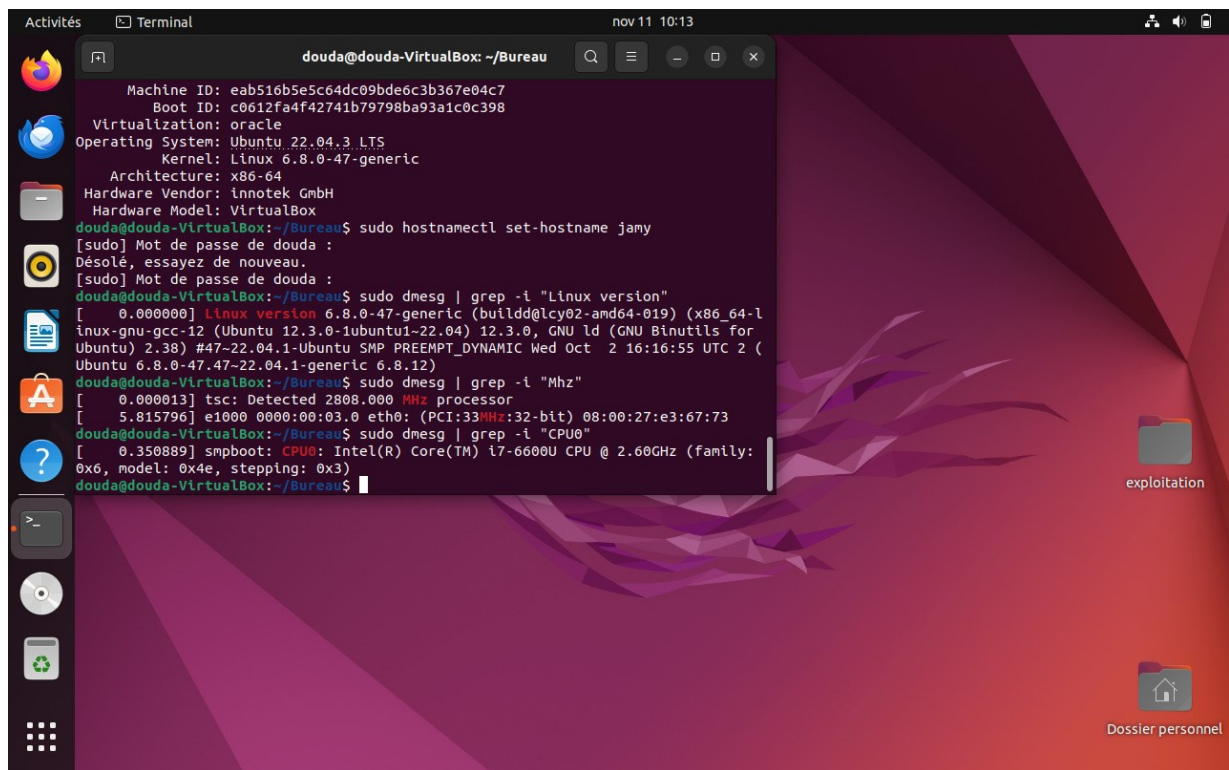 Activités Terminal nov 11 10:13
douda@douda-VirtualBox: ~/Bureau
Machine ID: eab516b5e5c64dc09bde6c3b367e04c7
Boot ID: c0612fa4f42741b79798ba93a1c0c398
Virtualization: oracle
Operating System: Ubuntu 22.04.3 LTS
Kernel: Linux 6.8.0-47-generic
Architecture: x86-64
Hardware Vendor: innotek GmbH
Hardware Model: VirtualBox
douda@douda-VirtualBox:~/Bureau$ sudo hostnamectl set-hostname jamy
[sudo] Mot de passe de douda :
Désolé, essayez de nouveau.
[sudo] Mot de passe de douda :
douda@douda-VirtualBox:~/Bureau$ sudo dmesg | grep -i "Linux version"
[    0.000000] Linux version 6.8.0-47-generic (buildd@lcy02-amd64-019) (x86_64-l
inux-gnu-gcc-12 (Ubuntu 12.3.0-1ubuntu1~22.04) 12.3.0, GNU ld (GNU Binutils for
Ubuntu) 2.38) #47~22.04.1-Ubuntu SMP PREEMPT_DYNAMIC Wed Oct  2 16:16:55 UTC 2 (
Ubuntu 6.8.0-47.47~22.04.1-generic 6.8.12)
douda@douda-VirtualBox:~/Bureau$ sudo dmesg | grep -i "Mhz"
[    0.000013] tsc: Detected 2808.000 MHz processor
[    5.815796] e1000 0000:00:03.0 eth0: (PCI:33MHz:32-bit) 08:00:27:e3:67:73
douda@douda-VirtualBox:~/Bureau$ sudo dmesg | grep -i "CPU0"
[    0.350889] smpboot: CPU0: Intel(R) Core(TM) i7-6600U CPU @ 2.60GHz (family:
0x6, model: 0x4e, stepping: 0x3)
douda@douda-VirtualBox:~/Bureau$
exploitation
Dossier personnel